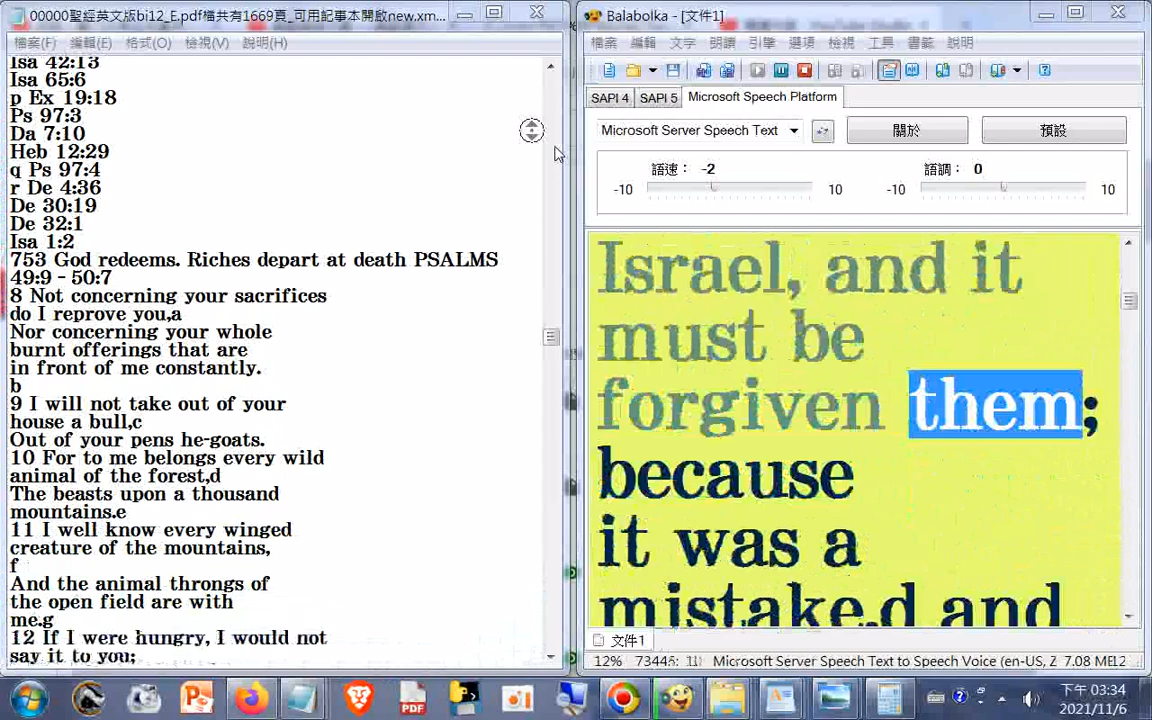 00000聖經英文版bi12_E.pdf檔共有1669頁_可用記事本開啟new.xm...
檔案(F) 編輯(E) 格式(O) 檢視(V) 說明(H)
Isa 42:13
Isa 65:6
p Ex 19:18
Ps 97:3
Da 7:10
Heb 12:29
q Ps 97:4
r De 4:36
De 30:19
De 32:1
Isa 1:2
753 God redeems. Riches depart at death PSALMS
49:9 - 50:7
8 Not concerning your sacrifices
do I reprove you,a
Nor concerning your whole
burnt offerings that are
in front of me constantly.
b
9 I will not take out of your
house a bull,c
Out of your pens he-goats.
10 For to me belongs every wild
animal of the forest,d
The beasts upon a thousand
mountains.e
11 I well know every winged
creature of the mountains,
f
And the animal throngs of
the open field are with
me.g
12 If I were hungry, I would not
say it to you;
Balabolka - [文件1]
檔案 編輯 文字 朗讀 引擎 選項 檢視 工具 書籤 說明
SAPI 4 SAPI 5 Microsoft Speech Platform
Microsoft Server Speech Text 關於 預設
語速： -2 語調： 0
-10 10 -10 10
Israel, and it
must be
forgiven them;
because
it was a
mistake,d and
文件1
12% 73445: Microsoft Server Speech Text to Speech Voice (en-US, Z 7.08 ME
下午 03:34
2021/11/6